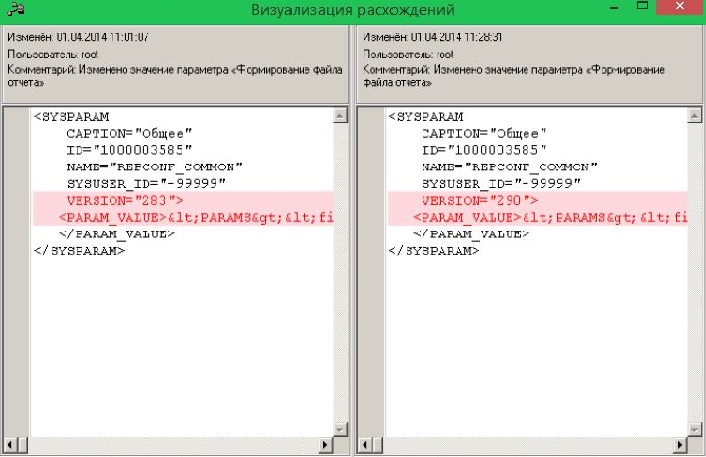 Визуализация расхождений
Изменён: 01.04.2014 11:01:07
Пользователь: root
Комментарий: Изменено значение параметра «Формирование файла
отчета»
<SYSPARAM
CAPTION="Общее"
ID="1000003585"
NAME="REPCONF_COMMON"
SYSUSER_ID="-99999"
VERSION="283">
<PARAM_VALUE>&lt;PARAMS&gt;&lt;fi
</PARAM_VALUE>
</SYSPARAM>
Изменён: 01.04.2014 11:28:31
Пользователь: root
Комментарий: Изменено значение параметра «Формирование
файла отчета»
<SYSPARAM
CAPTION="Общее"
ID="1000003585"
NAME="REPCONF_COMMON"
SYSUSER_ID="-99999"
VERSION="290">
<PARAM_VALUE>&lt;PARAMS&gt;&lt;fi
</PARAM_VALUE>
</SYSPARAM>